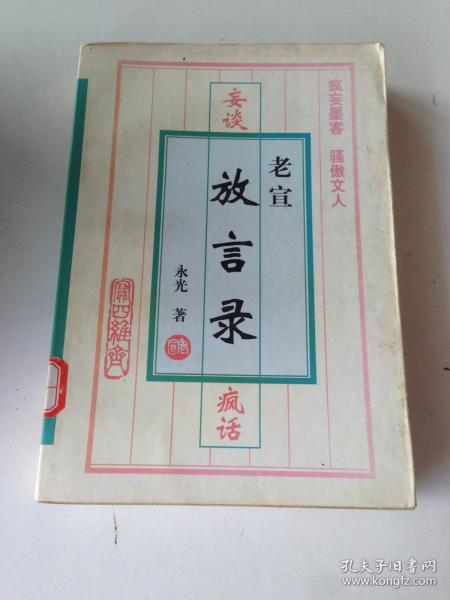 疯妄墨客 骚傲文人
妄谈
老宣
放言录
永光 著
疯话
孔夫子旧书网
www.kongfz.com